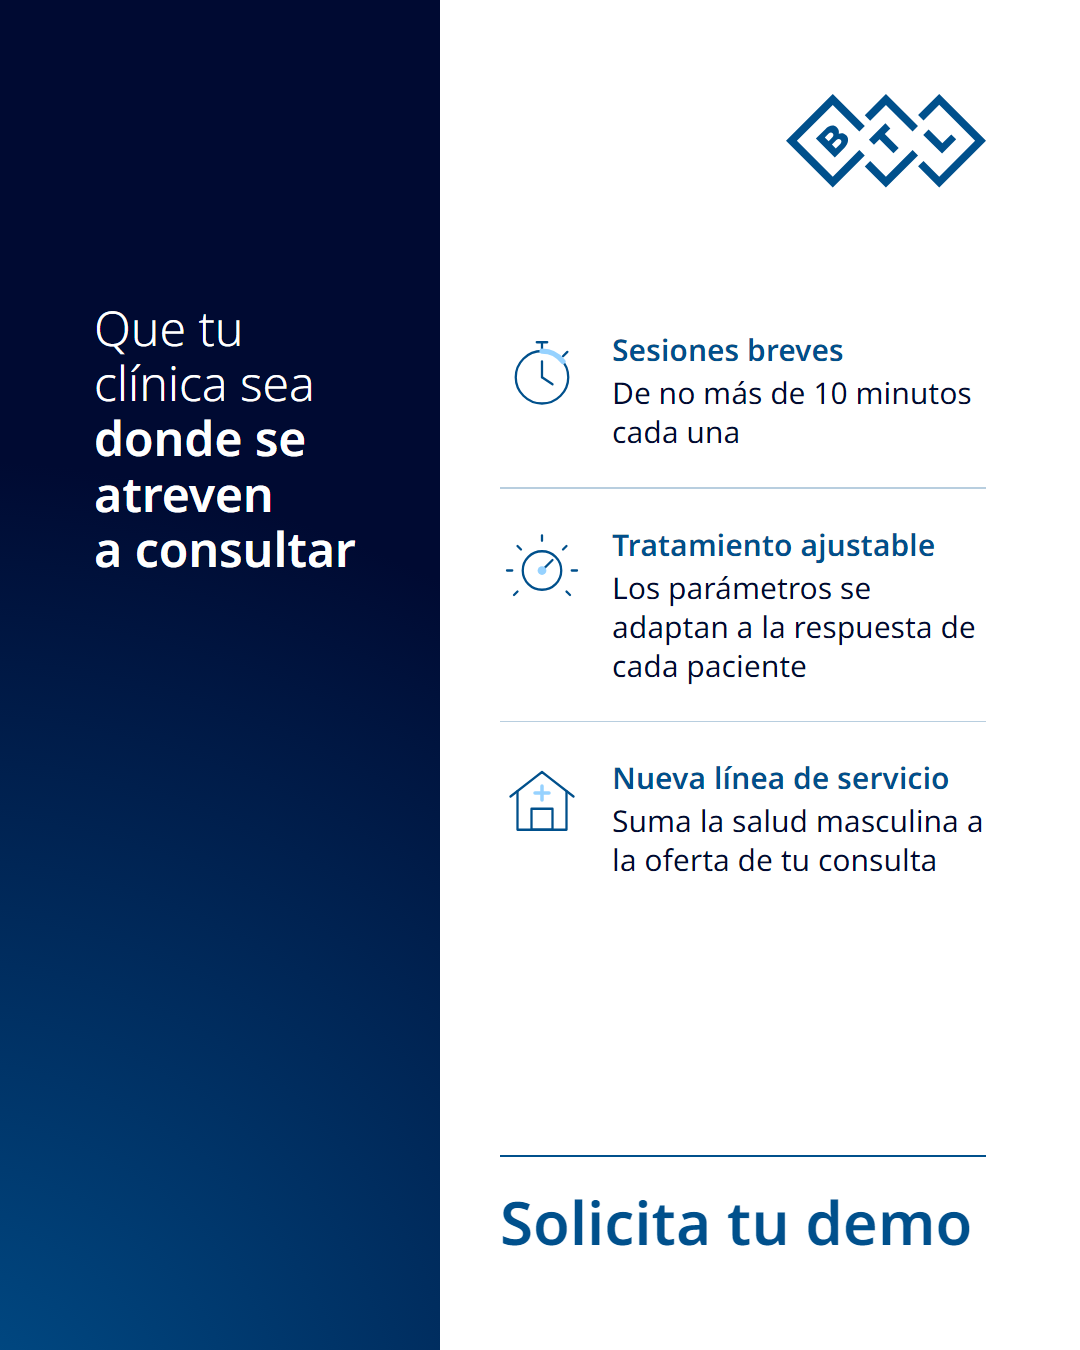 Que tu
clínica sea
donde se
atreven
a consultar
BTL
Sesiones breves
De no más de 10 minutos
cada una
Tratamiento ajustable
Los parámetros se
adaptan a la respuesta de
cada paciente
Nueva línea de servicio
Suma la salud masculina a
la oferta de tu consulta
Solicita tu demo